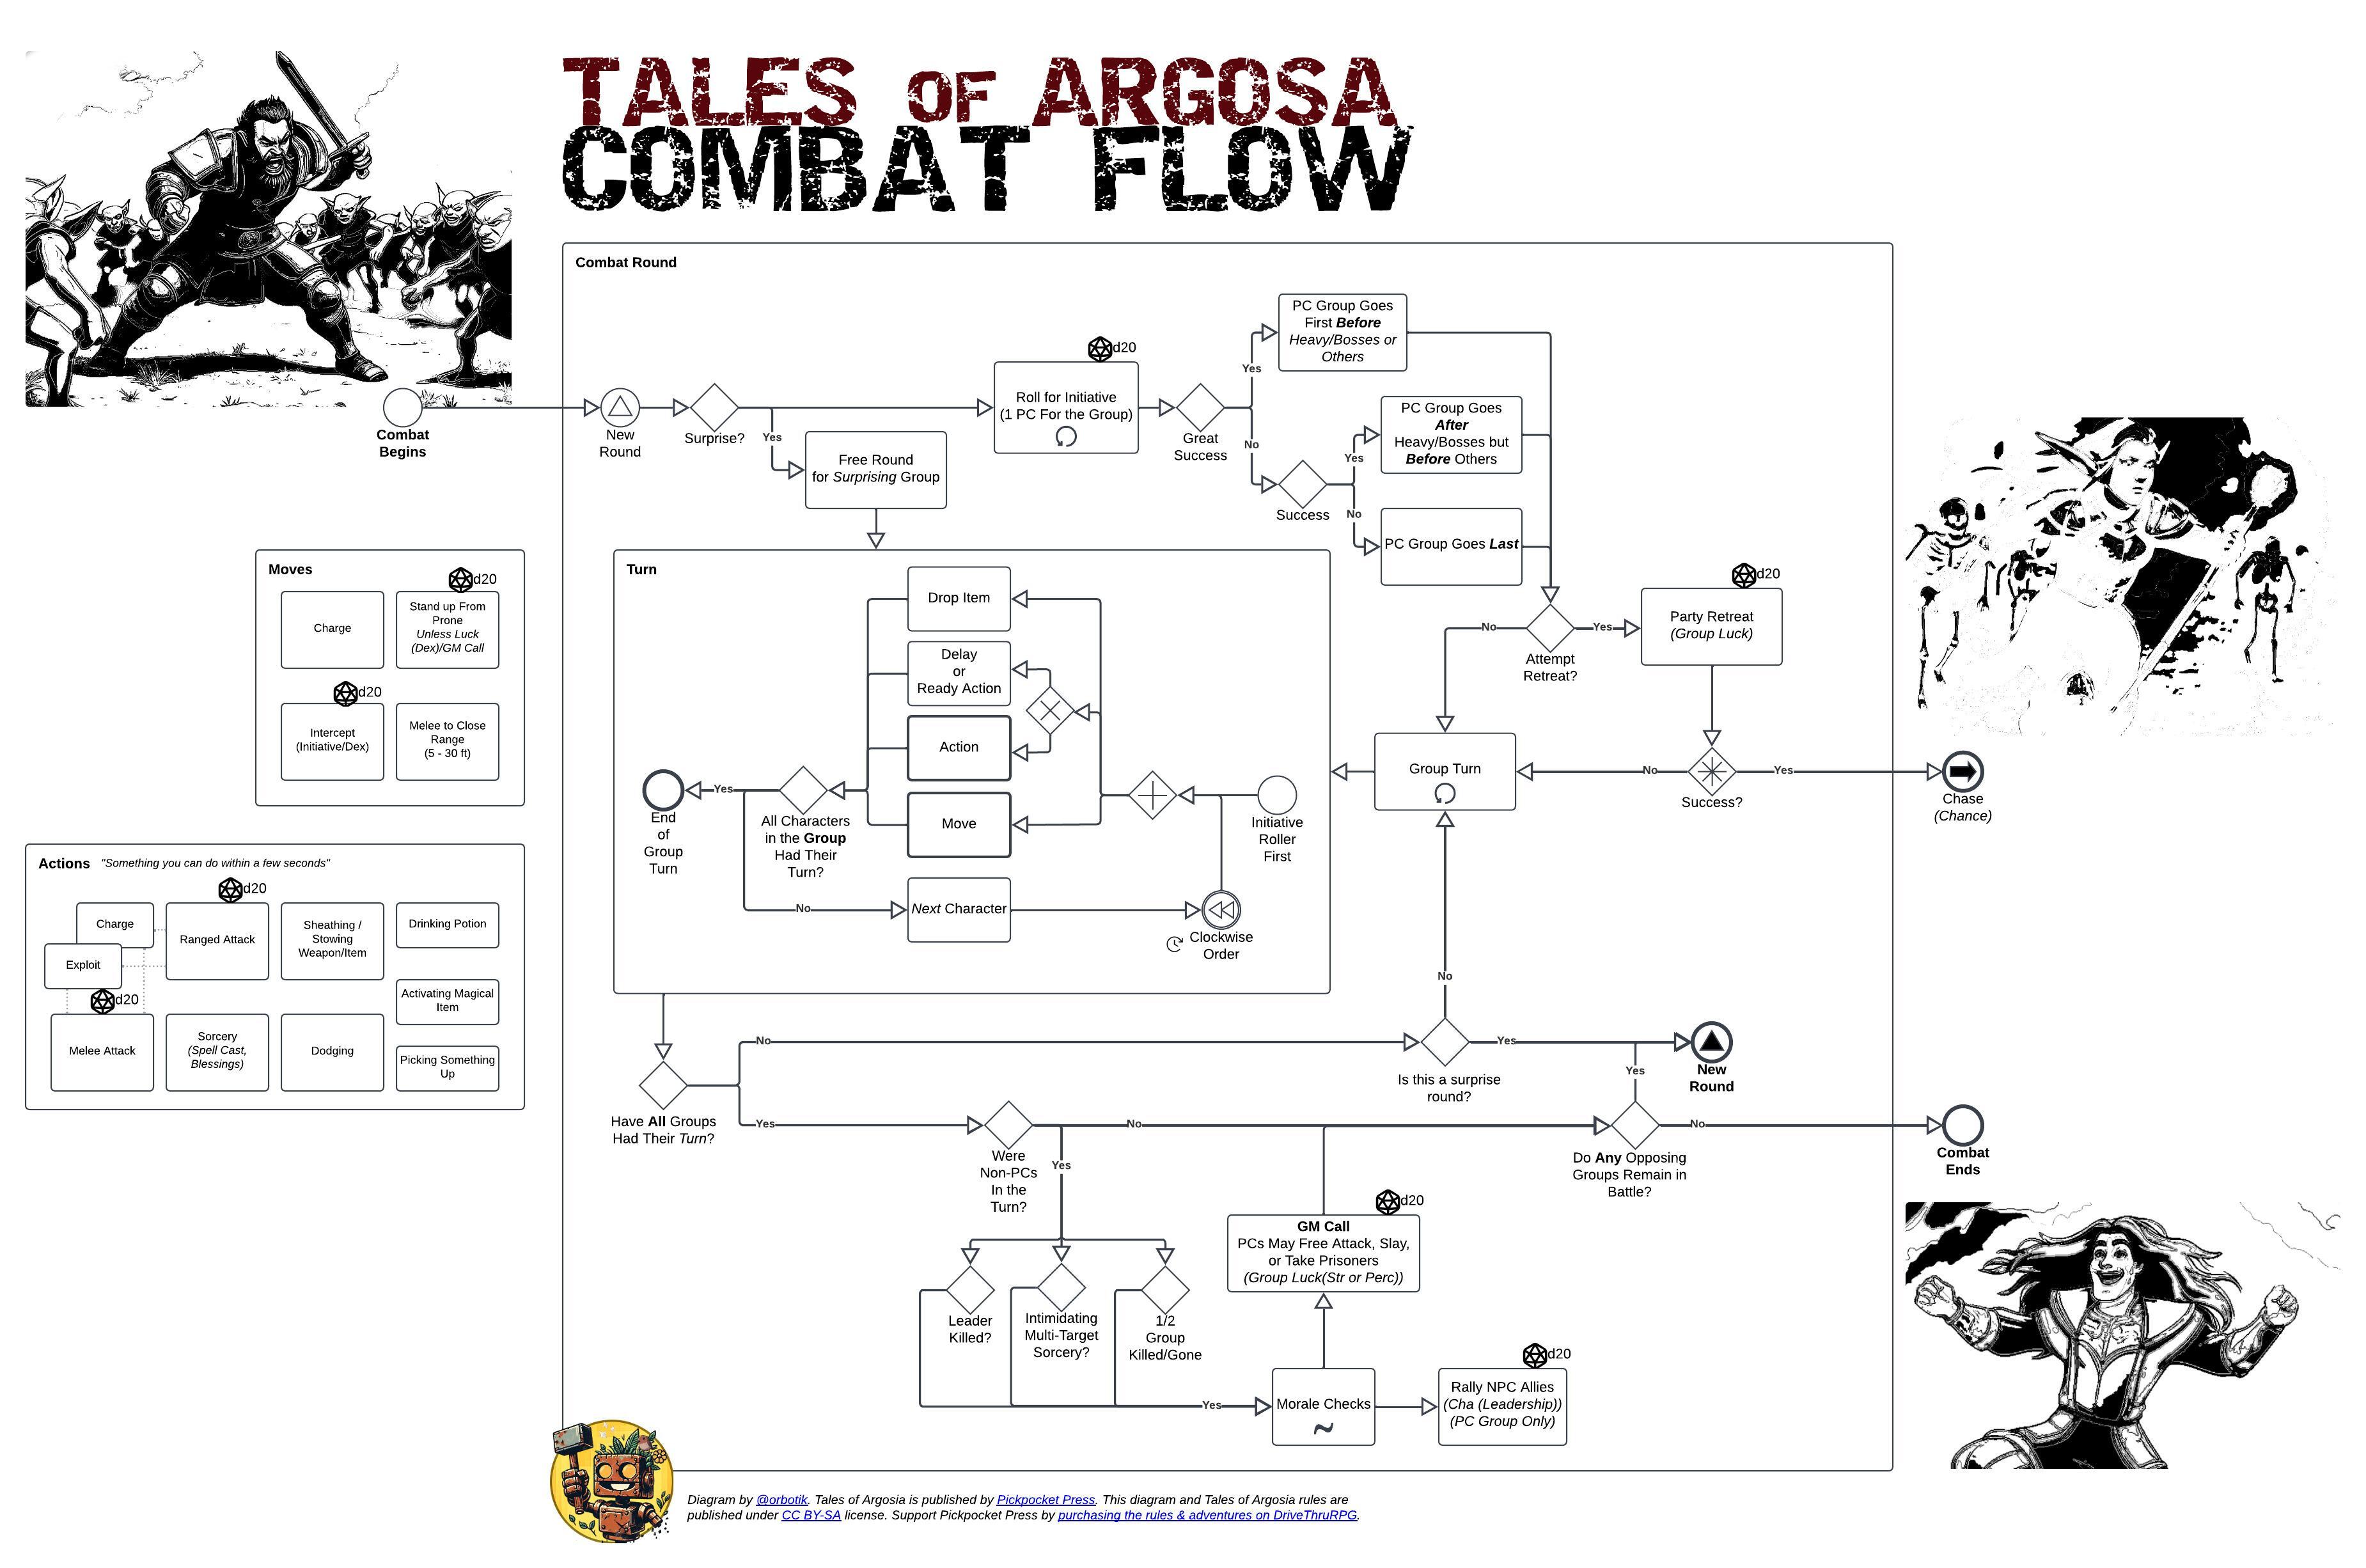 TALES OF ARGOSA
COMBAT FLOW
Combat Round
Combat
Begins
New
Round
Surprise?
Yes
Free Round
for Surprising Group
d20
Roll for Initiative
(1 PC For the Group)
Great
Success
Yes
No
PC Group Goes
First Before
Heavy/Bosses or
Others
Success
Yes
No
PC Group Goes
After
Heavy/Bosses but
Before Others
PC Group Goes Last
Attempt
Retreat?
No
Yes
d20
Party Retreat
(Group Luck)
Success?
No
Yes
Chase
(Chance)
Group Turn
Moves
Charge
d20
Stand up From
Prone
Unless Luck
(Dex)/GM Call
d20
Intercept
(Initiative/Dex)
Melee to Close
Range
(5 - 30 ft)
Actions
"Something you can do within a few seconds"
Charge
Exploit
d20
Ranged Attack
Sheathing /
Stowing
Weapon/Item
Drinking Potion
Activating Magical
Item
d20
Melee Attack
Sorcery
(Spell Cast,
Blessings)
Dodging
Picking Something
Up
Turn
Drop Item
Delay
or
Ready Action
Action
Move
Initiative
Roller
First
All Characters
in the Group
Had Their
Turn?
Yes
End
of
Group
Turn
No
Next Character
Clockwise
Order
Have All Groups
Had Their Turn?
No
Yes
Is this a surprise
round?
No
Yes
New
Round
Were
Non-PCs
In the
Turn?
No
Yes
Do Any Opposing
Groups Remain in
Battle?
Yes
No
Combat
Ends
Leader
Killed?
Intimidating
Multi-Target
Sorcery?
1/2
Group
Killed/Gone
Yes
Morale Checks
d20
GM Call
PCs May Free Attack, Slay,
or Take Prisoners
(Group Luck(Str or Perc))
d20
Rally NPC Allies
(Cha (Leadership))
(PC Group Only)
Diagram by @orbotik. Tales of Argosia is published by Pickpocket Press. This diagram and Tales of Argosia rules are
published under CC BY-SA license. Support Pickpocket Press by purchasing the rules & adventures on DriveThruRPG.